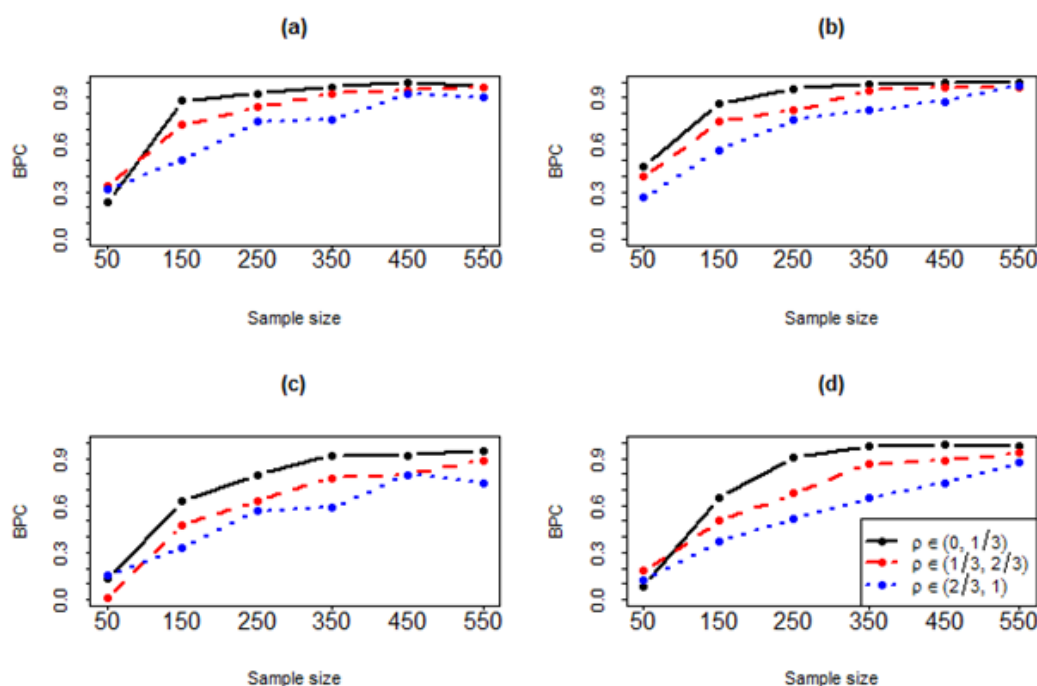 (a)
BPC
0.0 0.3 0.6 0.9
50 150 250 350 450 550
Sample size
(b)
BPC
0.0 0.3 0.6 0.9
50 150 250 350 450 550
Sample size
(c)
BPC
0.0 0.3 0.6 0.9
50 150 250 350 450 550
Sample size
(d)
BPC
0.0 0.3 0.6 0.9
ρ ∈ (0, 1/3)
ρ ∈ (1/3, 2/3)
ρ ∈ (2/3, 1)
50 150 250 350 450 550
Sample size